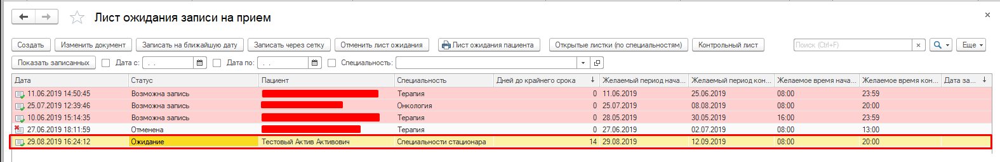 Лист ожидания записи на прием
Создать Изменить документ Записать на ближайшую дату Записать через сетку Отменить лист ожидания Лист ожидания пациента Открытые листки (по специальностям) Контрольный лист Поиск (Ctrl+F) × Еще
Показать записанных Дата с: . . Дата по: . . Специальность:
Дата Статус Пациент Специальность Дней до крайнего срока Желаемый период нача... Желаемый период кон... Желаемое время нача... Желаемое время кон... Дата за...
11.06.2019 14:50:45 Возможна запись Терапия 0 11.06.2019 25.06.2019 08:00 23:59
25.07.2019 12:39:46 Возможна запись Онкология 0 25.07.2019 08.08.2019 08:00 20:00
10.06.2019 15:14:35 Возможна запись Терапия 0 28.05.2019 30.05.2019 16:00 23:59
27.06.2019 18:11:59 Отменена Терапия 0 27.06.2019 02.07.2019 08:00 13:00
29.08.2019 16:24:12 Ожидание Тестовый Актив Активович Специальности стационара 14 29.08.2019 12.09.2019 08:00 20:00